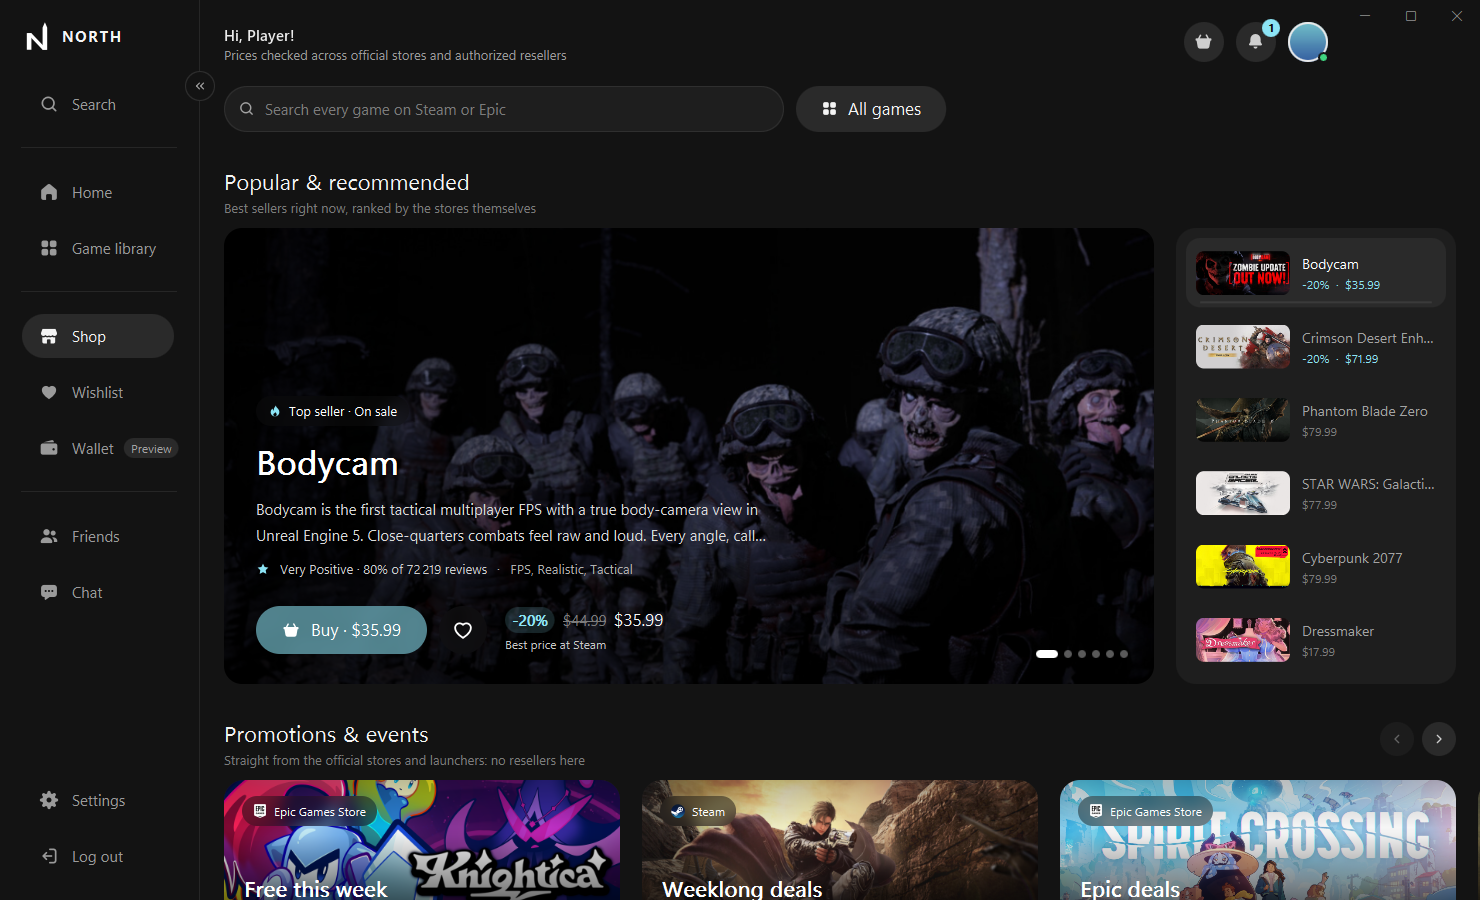 NORTH
Hi, Player!
Prices checked across official stores and authorized resellers
1
Search
Search every game on Steam or Epic
All games
Home
Game library
Shop
Wishlist
Wallet
Preview
Friends
Chat
Settings
Log out
Popular & recommended
Best sellers right now, ranked by the stores themselves
Top seller · On sale
Bodycam
Bodycam is the first tactical multiplayer FPS with a true body-camera view in
Unreal Engine 5. Close-quarters combats feel raw and loud. Every angle, call...
Very Positive · 80% of 72 219 reviews · FPS, Realistic, Tactical
Buy · $35.99
-20% $44.99 $35.99
Best price at Steam
ZOMBIE UPDATE
OUT NOW!
Bodycam
-20% · $35.99
CRIMSON
DESERT
Crimson Desert Enh...
-20% · $71.99
PHANTOM BLADE
Phantom Blade Zero
$79.99
STAR WARS: Galacti...
$77.99
Cyberpunk 2077
$79.99
Dressmaker
Dressmaker
$17.99
Promotions & events
Straight from the official stores and launchers: no resellers here
Epic Games Store
Knightica
Free this week
Steam
Weeklong deals
Epic Games Store
SPIRIT CROSSING
Epic deals